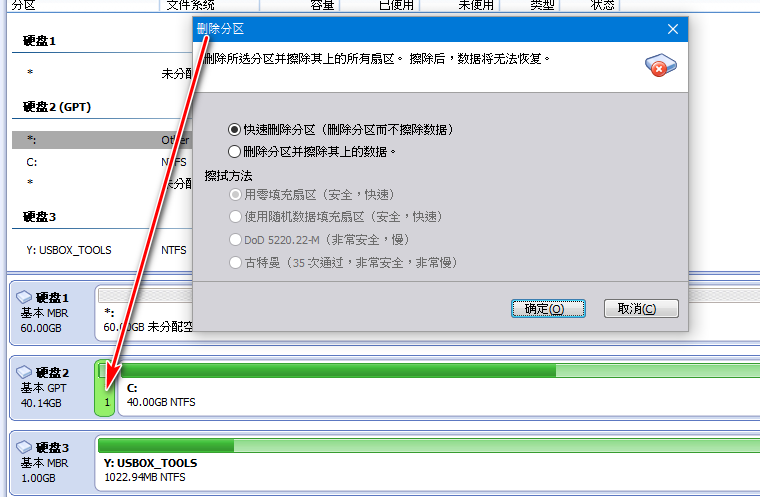 分区 文件系统 容量 已使用 未使用 类型 状态
删除分区
硬盘1
删除所选分区并擦除其上的所有扇区。擦除后，数据将无法恢复。
* 未分配
硬盘2 (GPT)
快速删除分区（删除分区而不擦除数据）
*: Other
删除分区并擦除其上的数据。
C: NTFS
擦拭方法
* 未分配
用零填充扇区（安全，快速）
硬盘3
使用随机数据填充扇区（安全，快速）
DoD 5220.22-M（非常安全，慢）
Y: USBOX_TOOLS NTFS
古特曼（35 次通过，非常安全，非常慢）
确定(O) 取消(C)
硬盘1
基本 MBR *:
60.00GB 60.00GB 未分配空
硬盘2
基本 GPT C:
40.14GB 1 40.00GB NTFS
硬盘3
基本 MBR Y: USBOX_TOOLS
1.00GB 1022.94MB NTFS